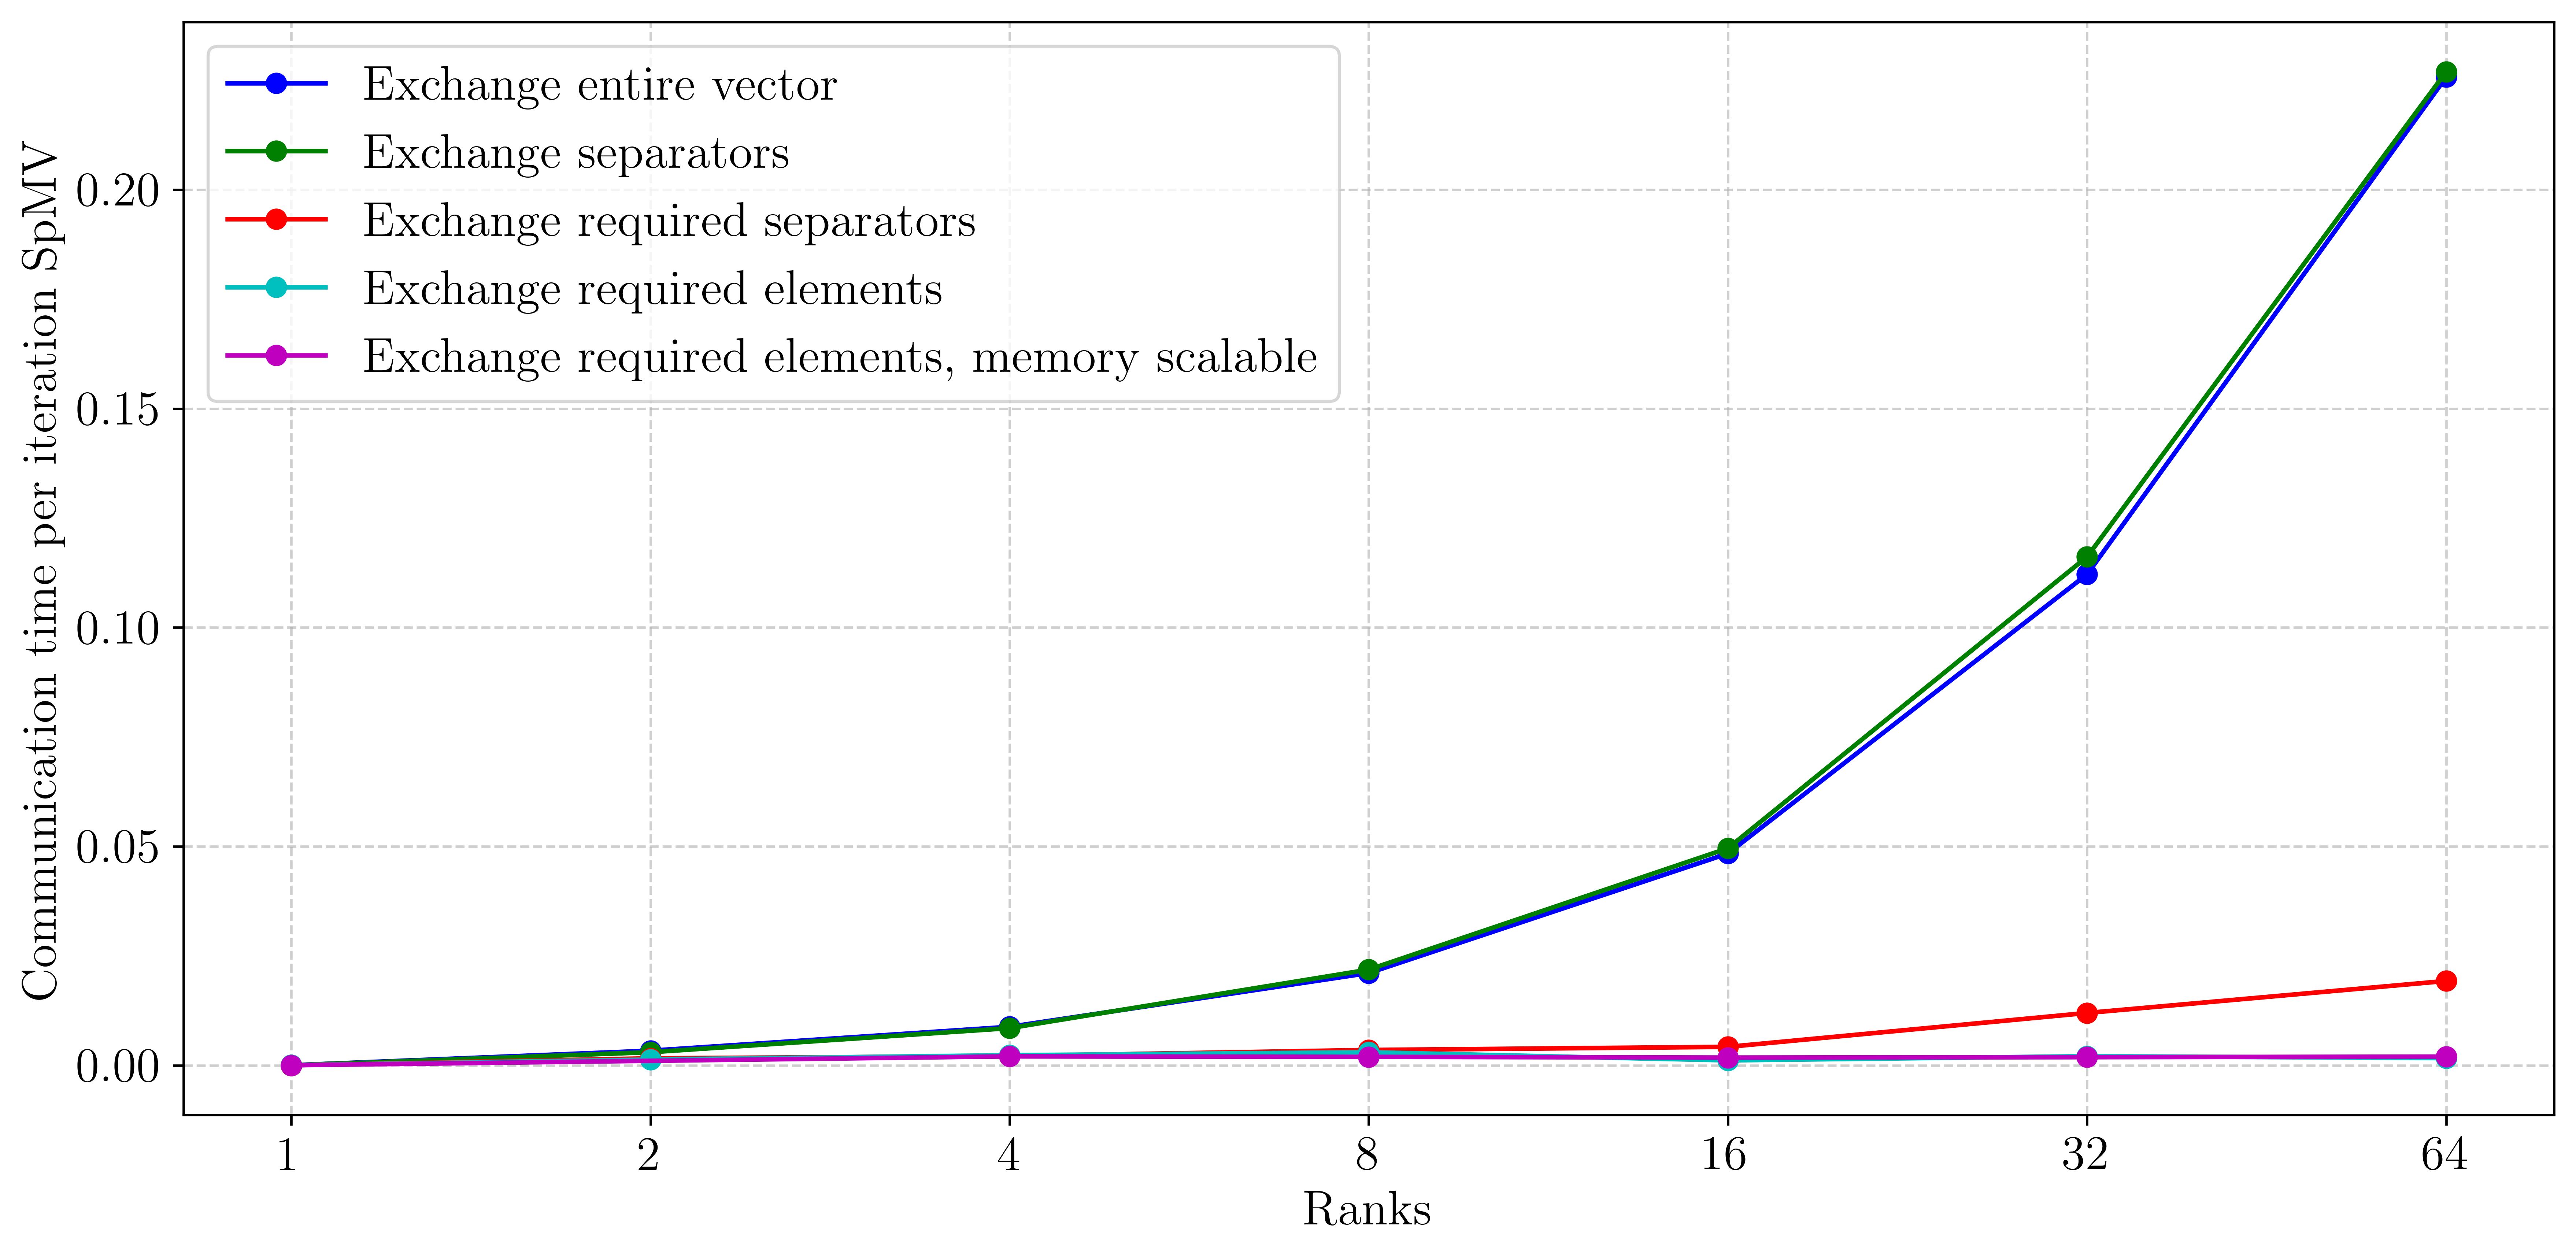 Exchange entire vector
Exchange separators
Exchange required separators
Exchange required elements
Exchange required elements, memory scalable
Communication time per iteration SpMV
0.20
0.15
0.10
0.05
0.00
1 2 4 8 16 32 64
Ranks